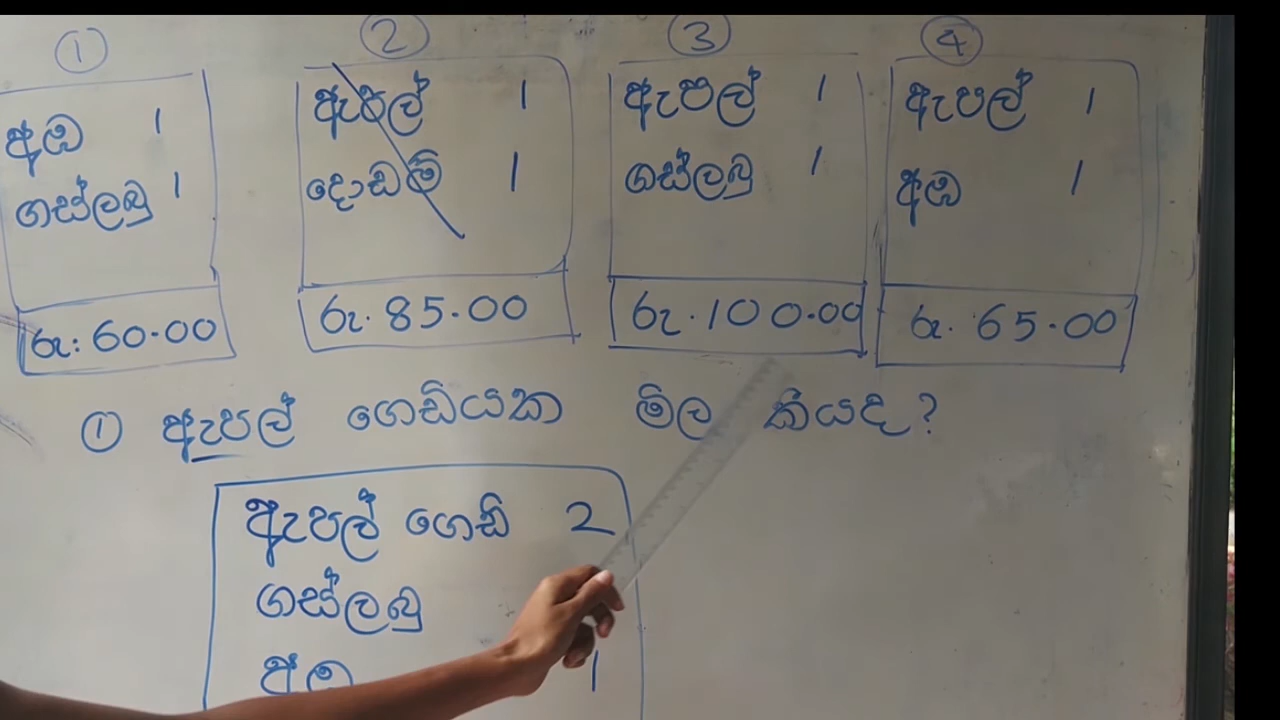 ①
අඹ 1
ගස්ලබු 1
රු: 60.00
②
ඇපල් 1
දොඩම් 1
රු. 85.00
③
ඇපල් 1
ගස්ලබු 1
රු. 100.00
④
ඇපල් 1
අඹ 1
රු. 65.00
① ඇපල් ගෙඩියක මිල කීයද?
ඇපල් ගෙඩි 2
ගස්ලබු
අඹ 1